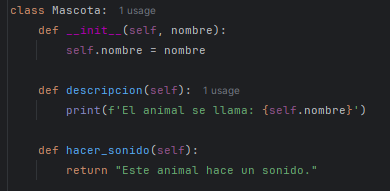 class Mascota:  1 usage
    def __init__(self, nombre):
        self.nombre = nombre
    def descripcion(self):  1 usage
        print(f'El animal se llama: {self.nombre}')
    def hacer_sonido(self):
        return "Este animal hace un sonido."